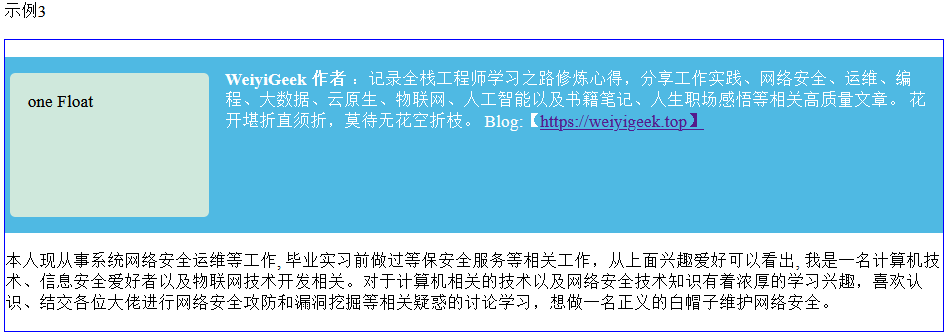 示例3
one Float
WeiyiGeek 作者 ：记录全栈工程师学习之路修炼心得，分享工作实践、网络安全、运维、编
程、大数据、云原生、物联网、人工智能以及书籍笔记、人生职场感悟等相关高质量文章。 花
开堪折直须折，莫待无花空折枝。 Blog:【https://weiyigeek.top】
本人现从事系统网络安全运维等工作, 毕业实习前做过等保安全服务等相关工作，从上面兴趣爱好可以看出, 我是一名计算机技
术、信息安全爱好者以及物联网技术开发相关。对于计算机相关的技术以及网络安全技术知识有着浓厚的学习兴趣，喜欢认
识、结交各位大佬进行网络安全攻防和漏洞挖掘等相关疑惑的讨论学习，想做一名正义的白帽子维护网络安全。